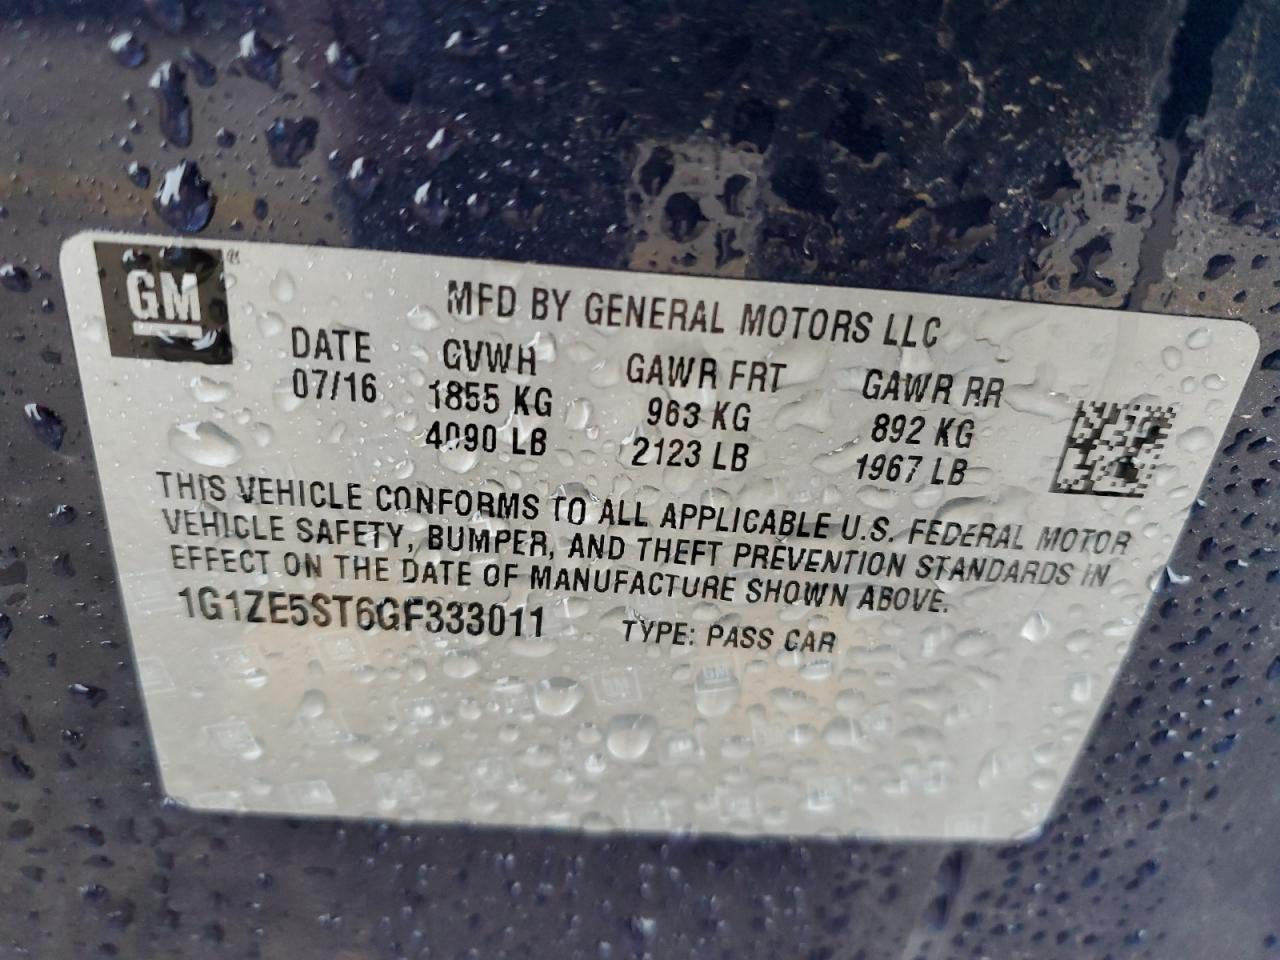 GM®
MFD BY GENERAL MOTORS LLC
DATE GVWR GAWR FRT GAWR RR
07/16 1855 KG 963 KG 892 KG
4090 LB 2123 LB 1967 LB
THIS VEHICLE CONFORMS TO ALL APPLICABLE U.S. FEDERAL MOTOR
VEHICLE SAFETY, BUMPER, AND THEFT PREVENTION STANDARDS IN
EFFECT ON THE DATE OF MANUFACTURE SHOWN ABOVE.
1G1ZE5ST6GF333011 TYPE: PASS CAR